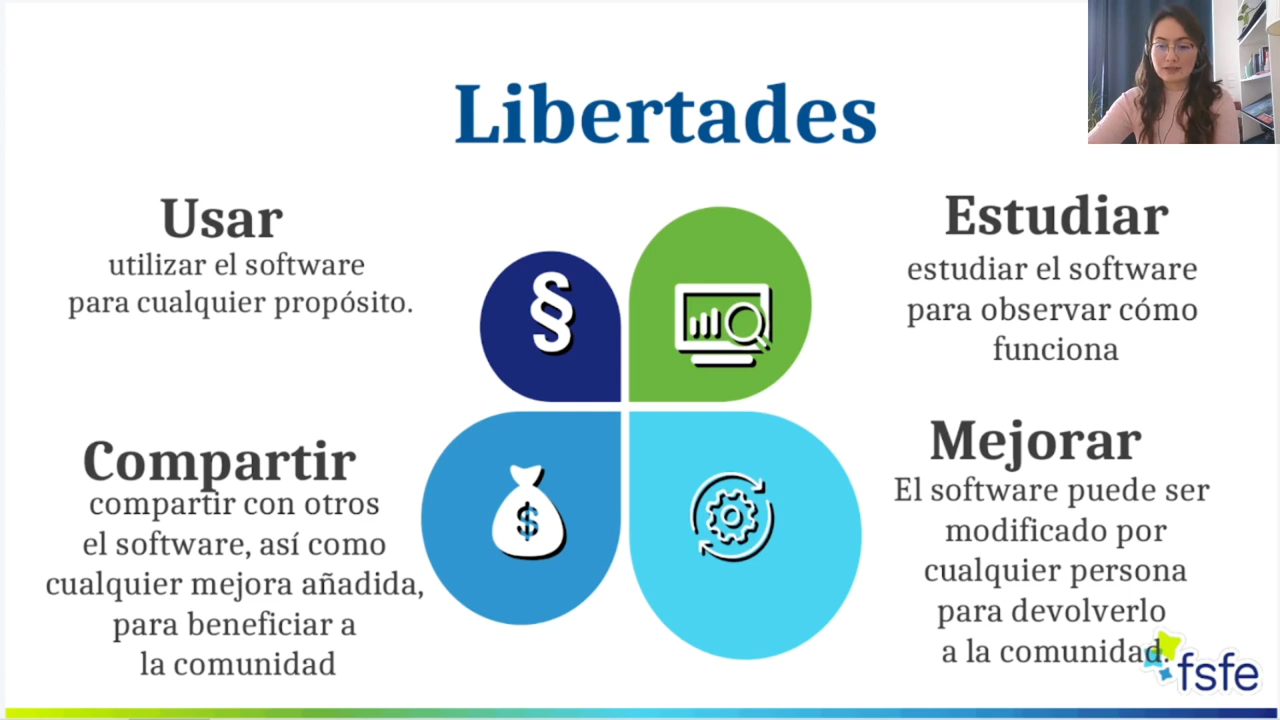 Libertades
Usar
utilizar el software
para cualquier propósito.
Estudiar
estudiar el software
para observar cómo
funciona
§
$
Compartir
compartir con otros
el software, así como
cualquier mejora añadida,
para beneficiar a
la comunidad
Mejorar
El software puede ser
modificado por
cualquier persona
para devolverlo
a la comunidad.
fsfe